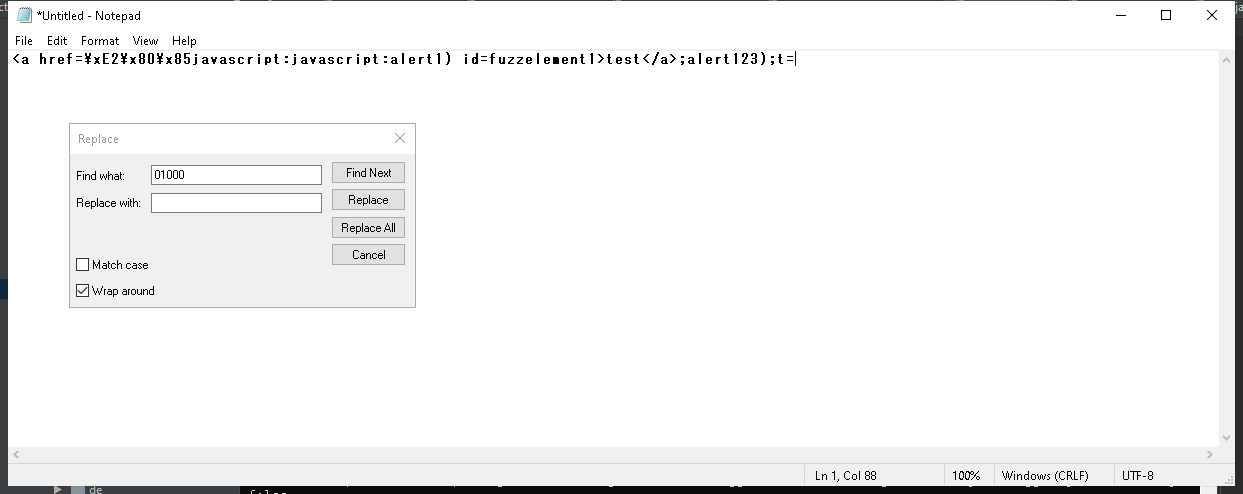 *Untitled - Notepad
File Edit Format View Help
<a href=¥xE2¥x80¥x85javascript:javascript:alert1) id=fuzzelement1>test</a>;alert123);t=
Replace
Find what: 01000 Find Next
Replace with: Replace
Replace All
Cancel
Match case
Wrap around
Ln 1, Col 88 100% Windows (CRLF) UTF-8
de